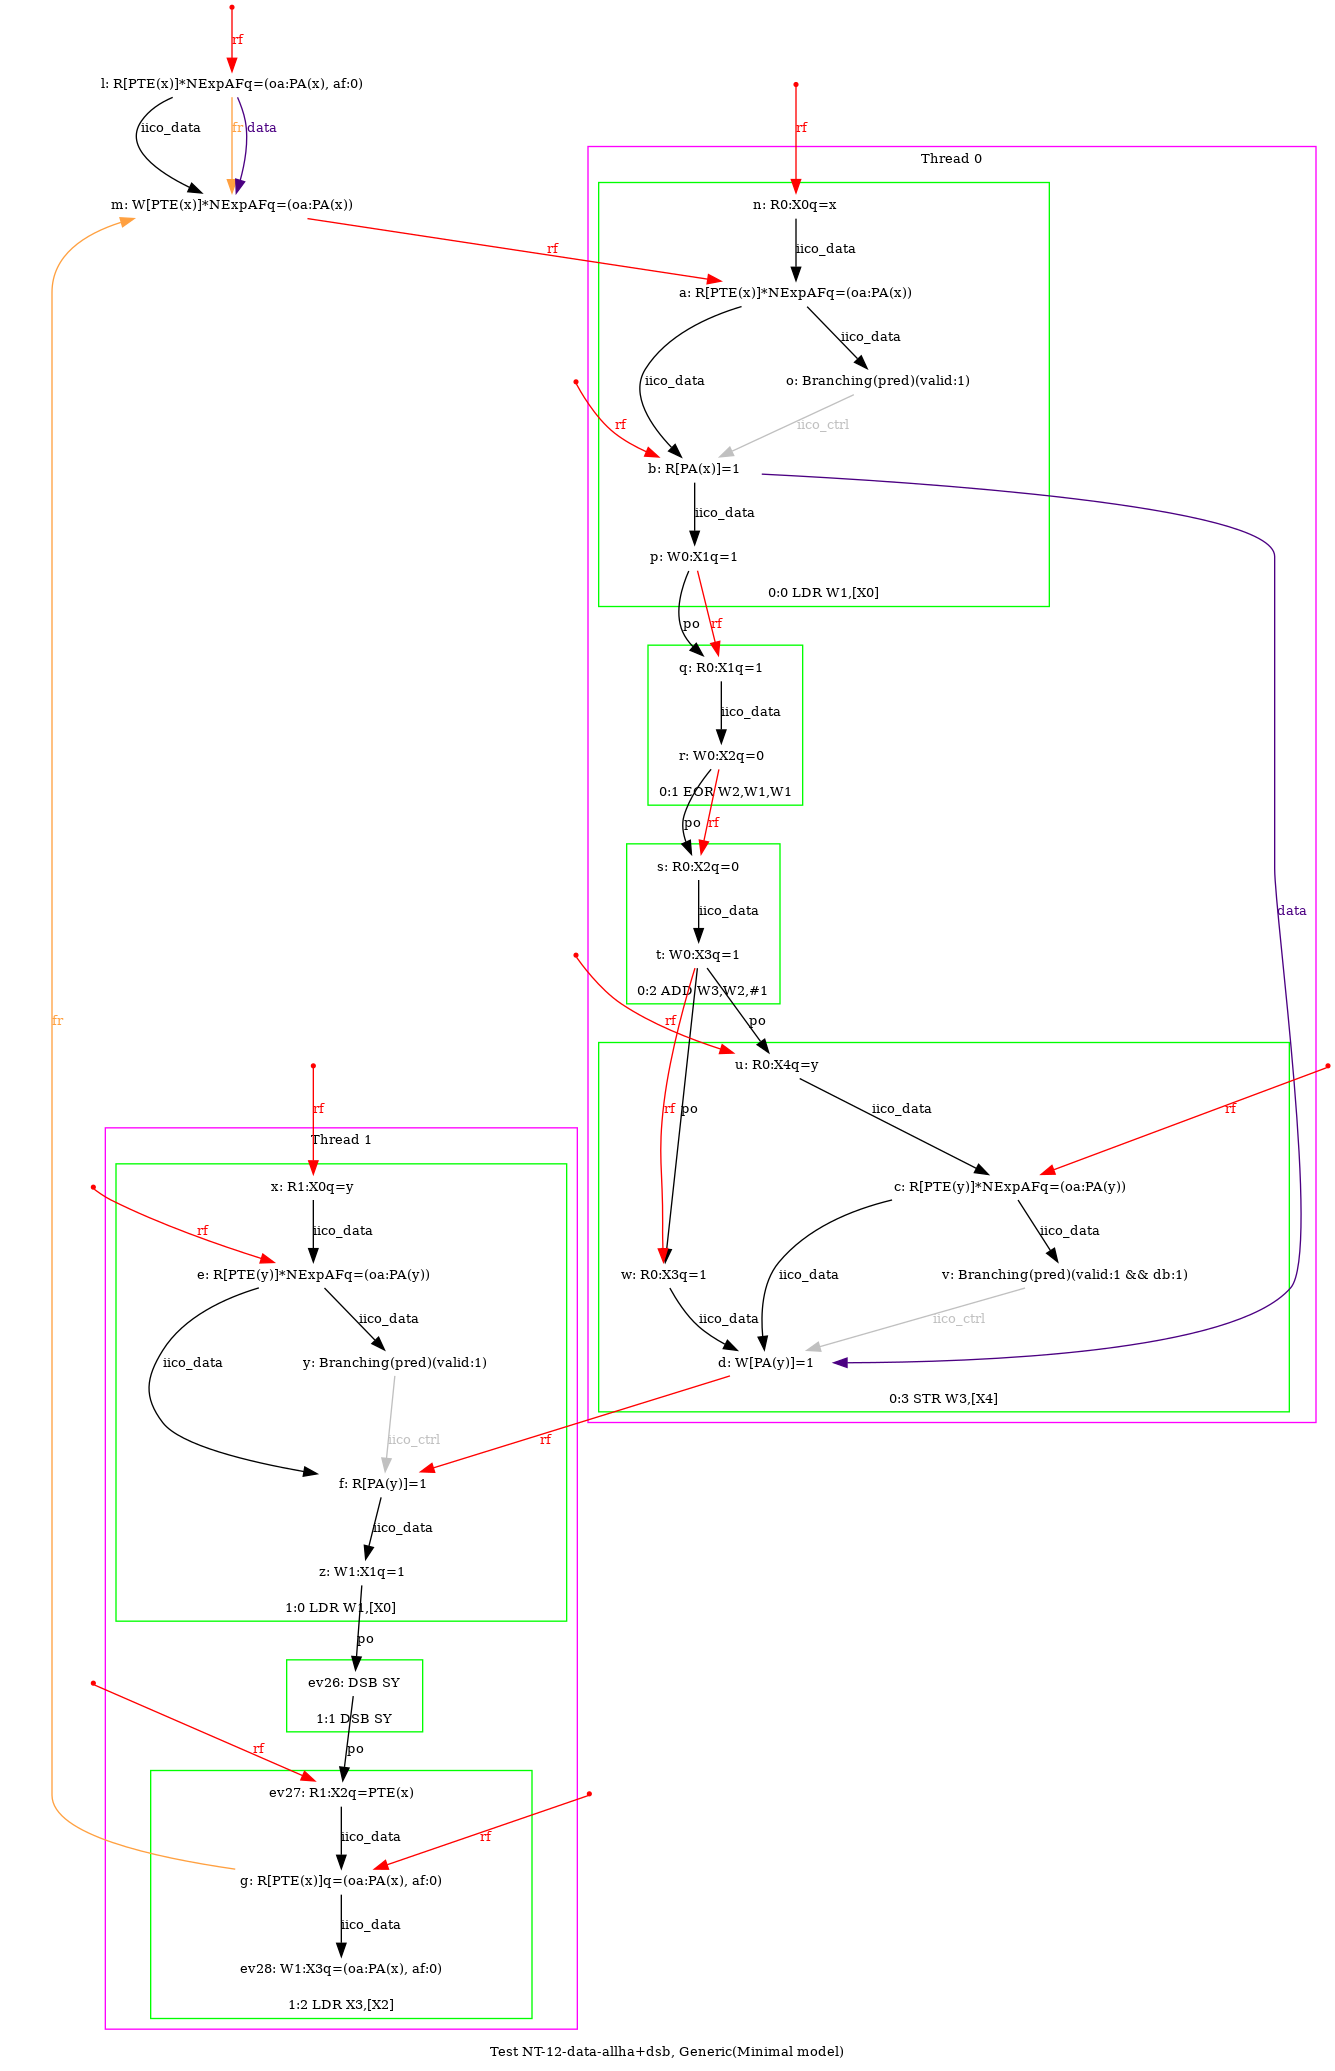 rf
l: R[PTE(x)]*NExpAFq=(oa:PA(x), af:0)
iico_data
fr
data
rf
m: W[PTE(x)]*NExpAFq=(oa:PA(x))
Thread 0
n: R0:X0q=x
rf
iico_data
a: R[PTE(x)]*NExpAFq=(oa:PA(x))
iico_data
iico_data
o: Branching(pred)(valid:1)
rf
iico_ctrl
b: R[PA(x)]=1
iico_data
p: W0:X1q=1
0:0 LDR W1,[X0]
po
rf
q: R0:X1q=1
iico_data
r: W0:X2q=0
0:1 EOR W2,W1,W1
po
rf
s: R0:X2q=0
iico_data
data
t: W0:X3q=1
0:2 ADD W3,W2,#1
fr
rf
po
u: R0:X4q=y
rf
rf
po
iico_data
rf
Thread 1
x: R1:X0q=y
c: R[PTE(y)]*NExpAFq=(oa:PA(y))
rf
iico_data
iico_data
e: R[PTE(y)]*NExpAFq=(oa:PA(y))
w: R0:X3q=1
iico_data
v: Branching(pred)(valid:1 && db:1)
iico_data
iico_data
iico_ctrl
iico_data
y: Branching(pred)(valid:1)
d: W[PA(y)]=1
0:3 STR W3,[X4]
iico_ctrl
rf
f: R[PA(y)]=1
iico_data
z: W1:X1q=1
1:0 LDR W1,[X0]
po
ev26: DSB SY
1:1 DSB SY
rf
po
ev27: R1:X2q=PTE(x)
iico_data
rf
g: R[PTE(x)]q=(oa:PA(x), af:0)
iico_data
ev28: W1:X3q=(oa:PA(x), af:0)
1:2 LDR X3,[X2]
Test NT-12-data-allha+dsb, Generic(Minimal model)